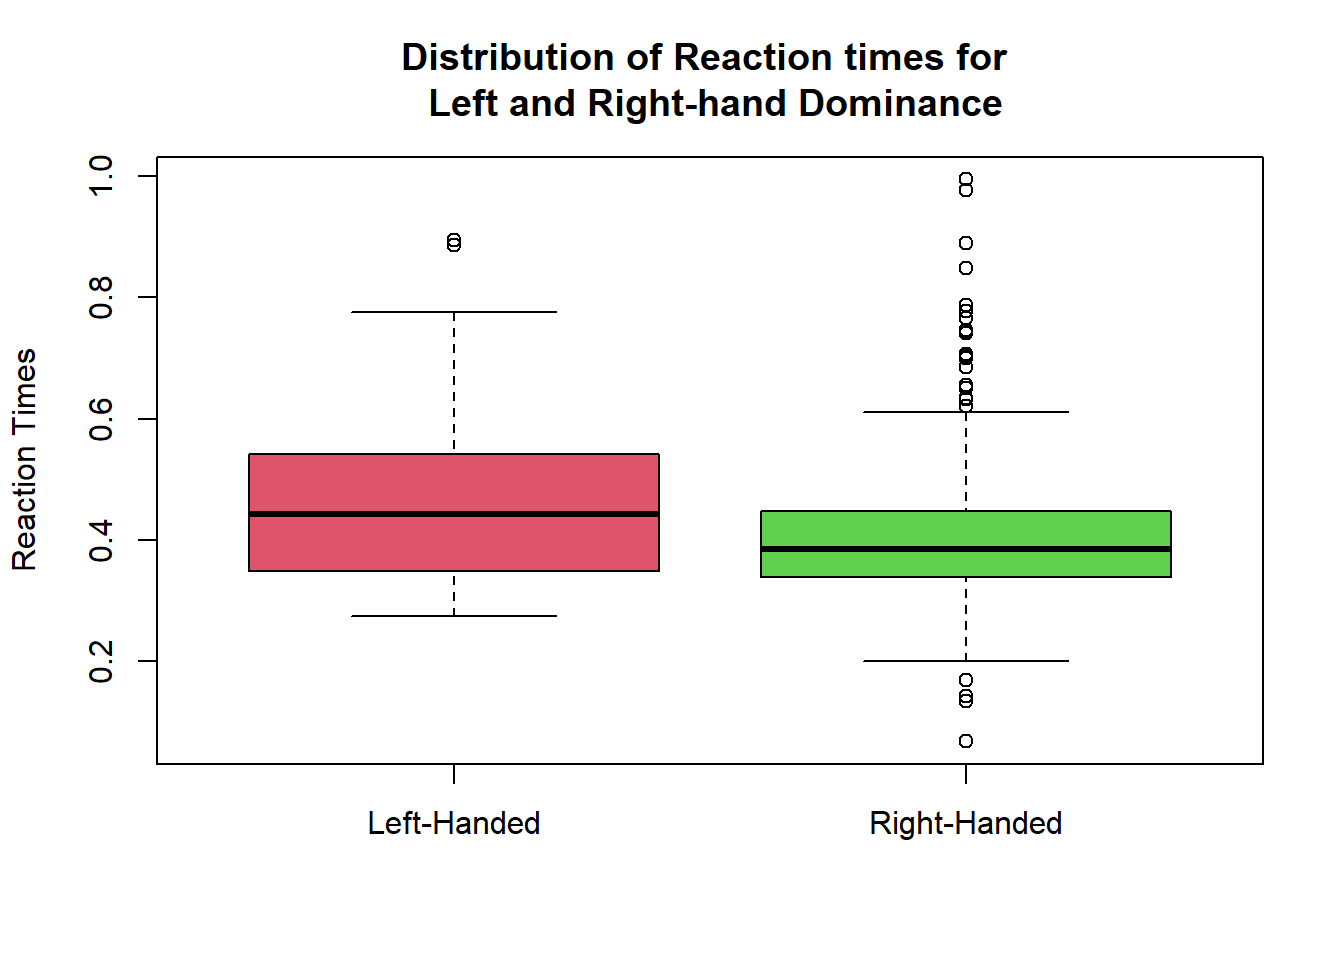 Distribution of Reaction times for
Left and Right-hand Dominance
Reaction Times
1.0
0.8
0.6
0.4
0.2
Left-Handed
Right-Handed